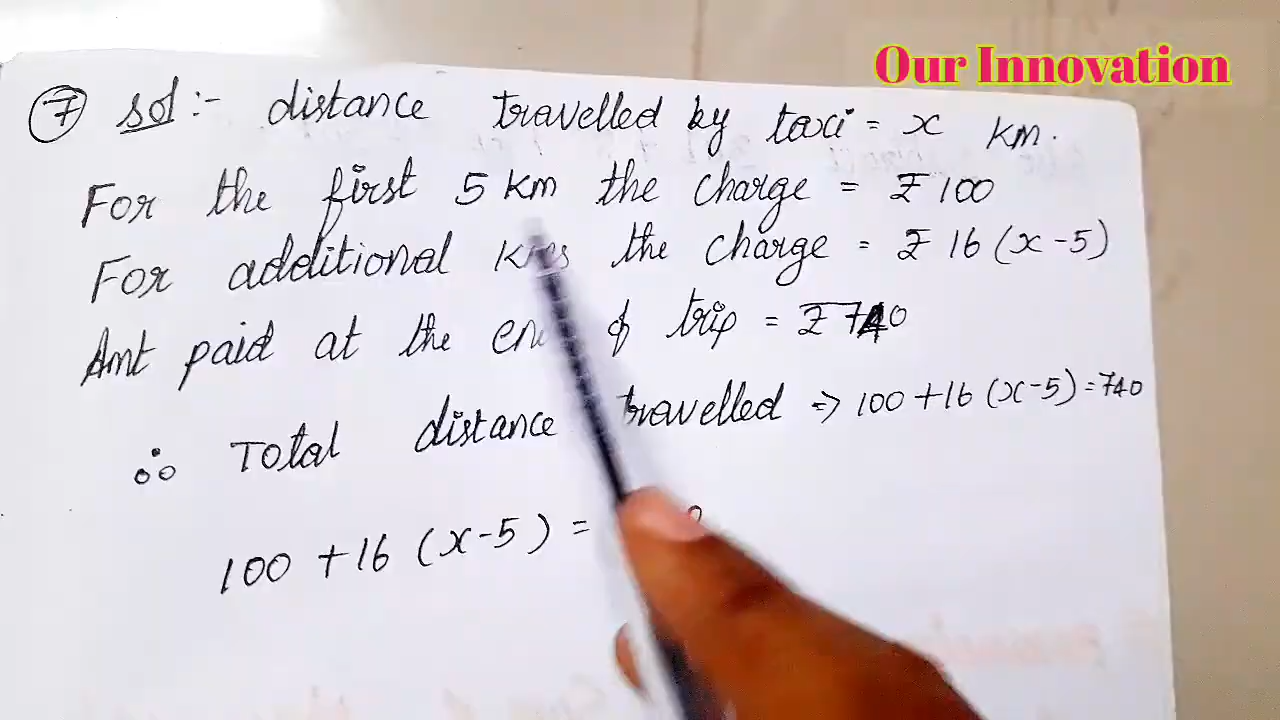 Our Innovation
⑦ sol :- distance travelled by taxi = x km.
For the first 5 km the charge = ₹ 100
For additional the charge = ₹ 16 (x-5)
Amt paid at the of trip = ₹ 740
∴ Total distance travelled ⇒ 100 + 16 (x-5) = 740
100 + 16 (x-5) =